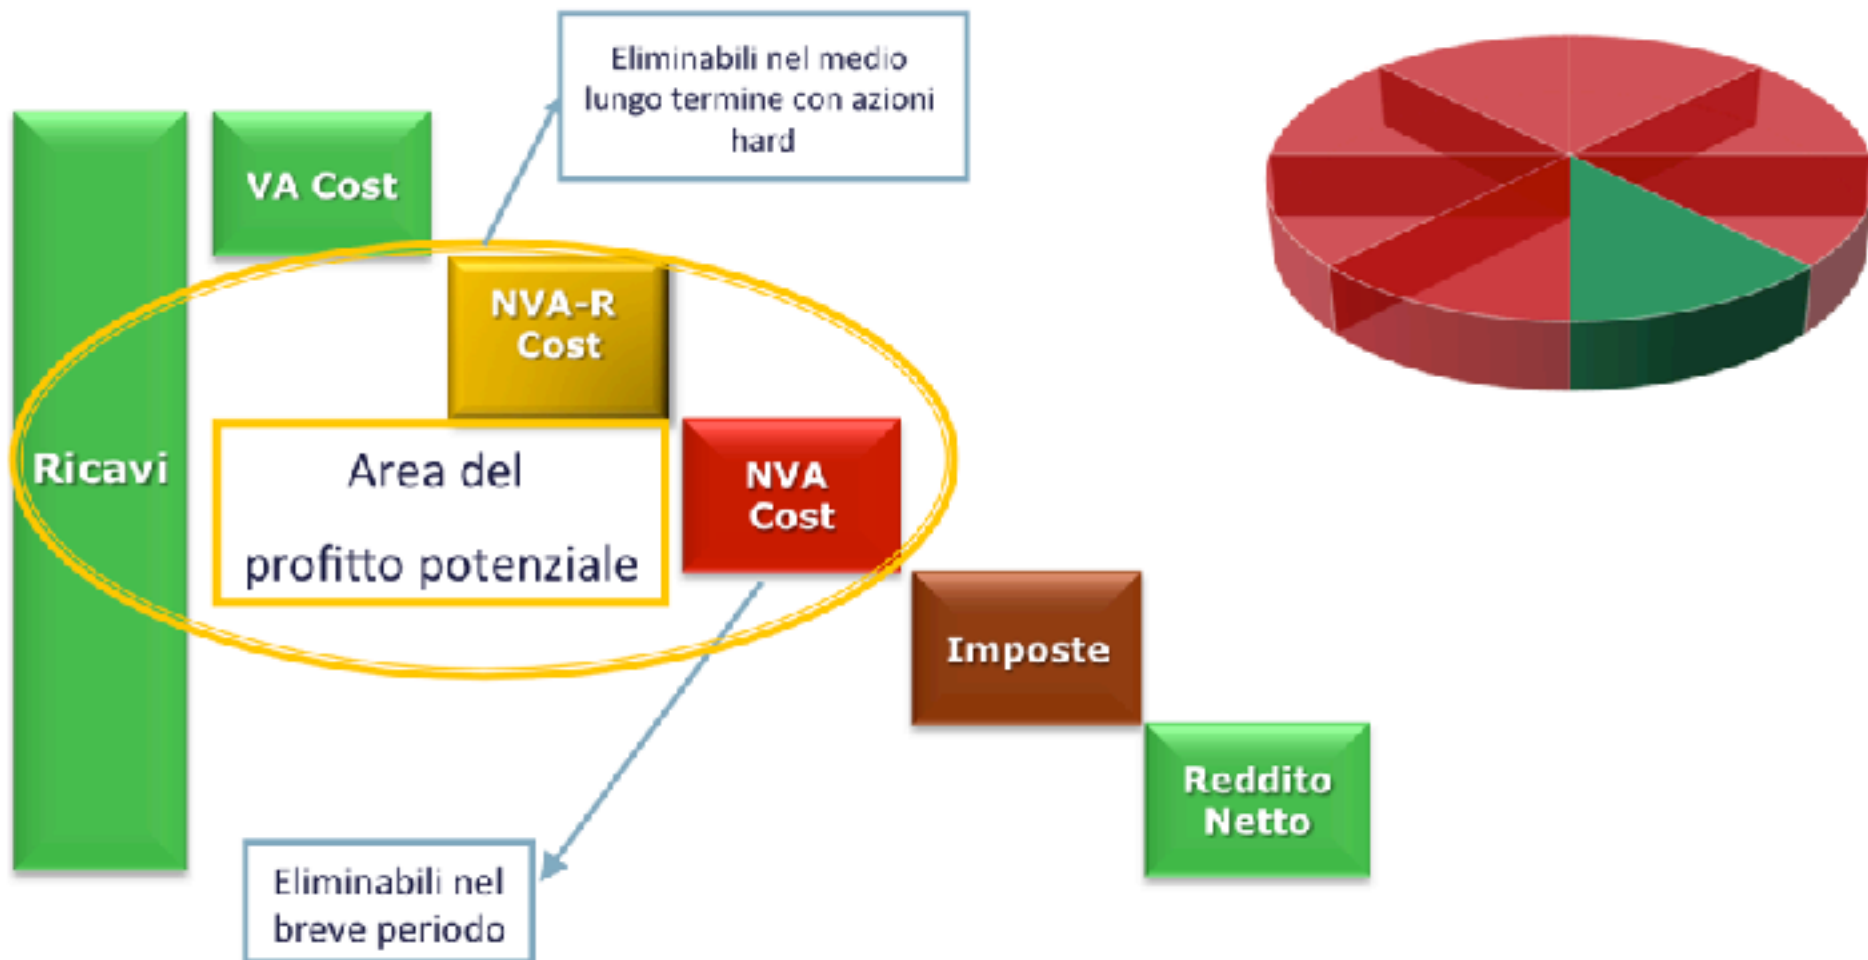 Eliminabili nel medio
lungo termine con azioni
hard
VA Cost
NVA-R
Cost
Ricavi
Area del
profitto potenziale
NVA
Cost
Imposte
Reddito
Netto
Eliminabili nel
breve periodo